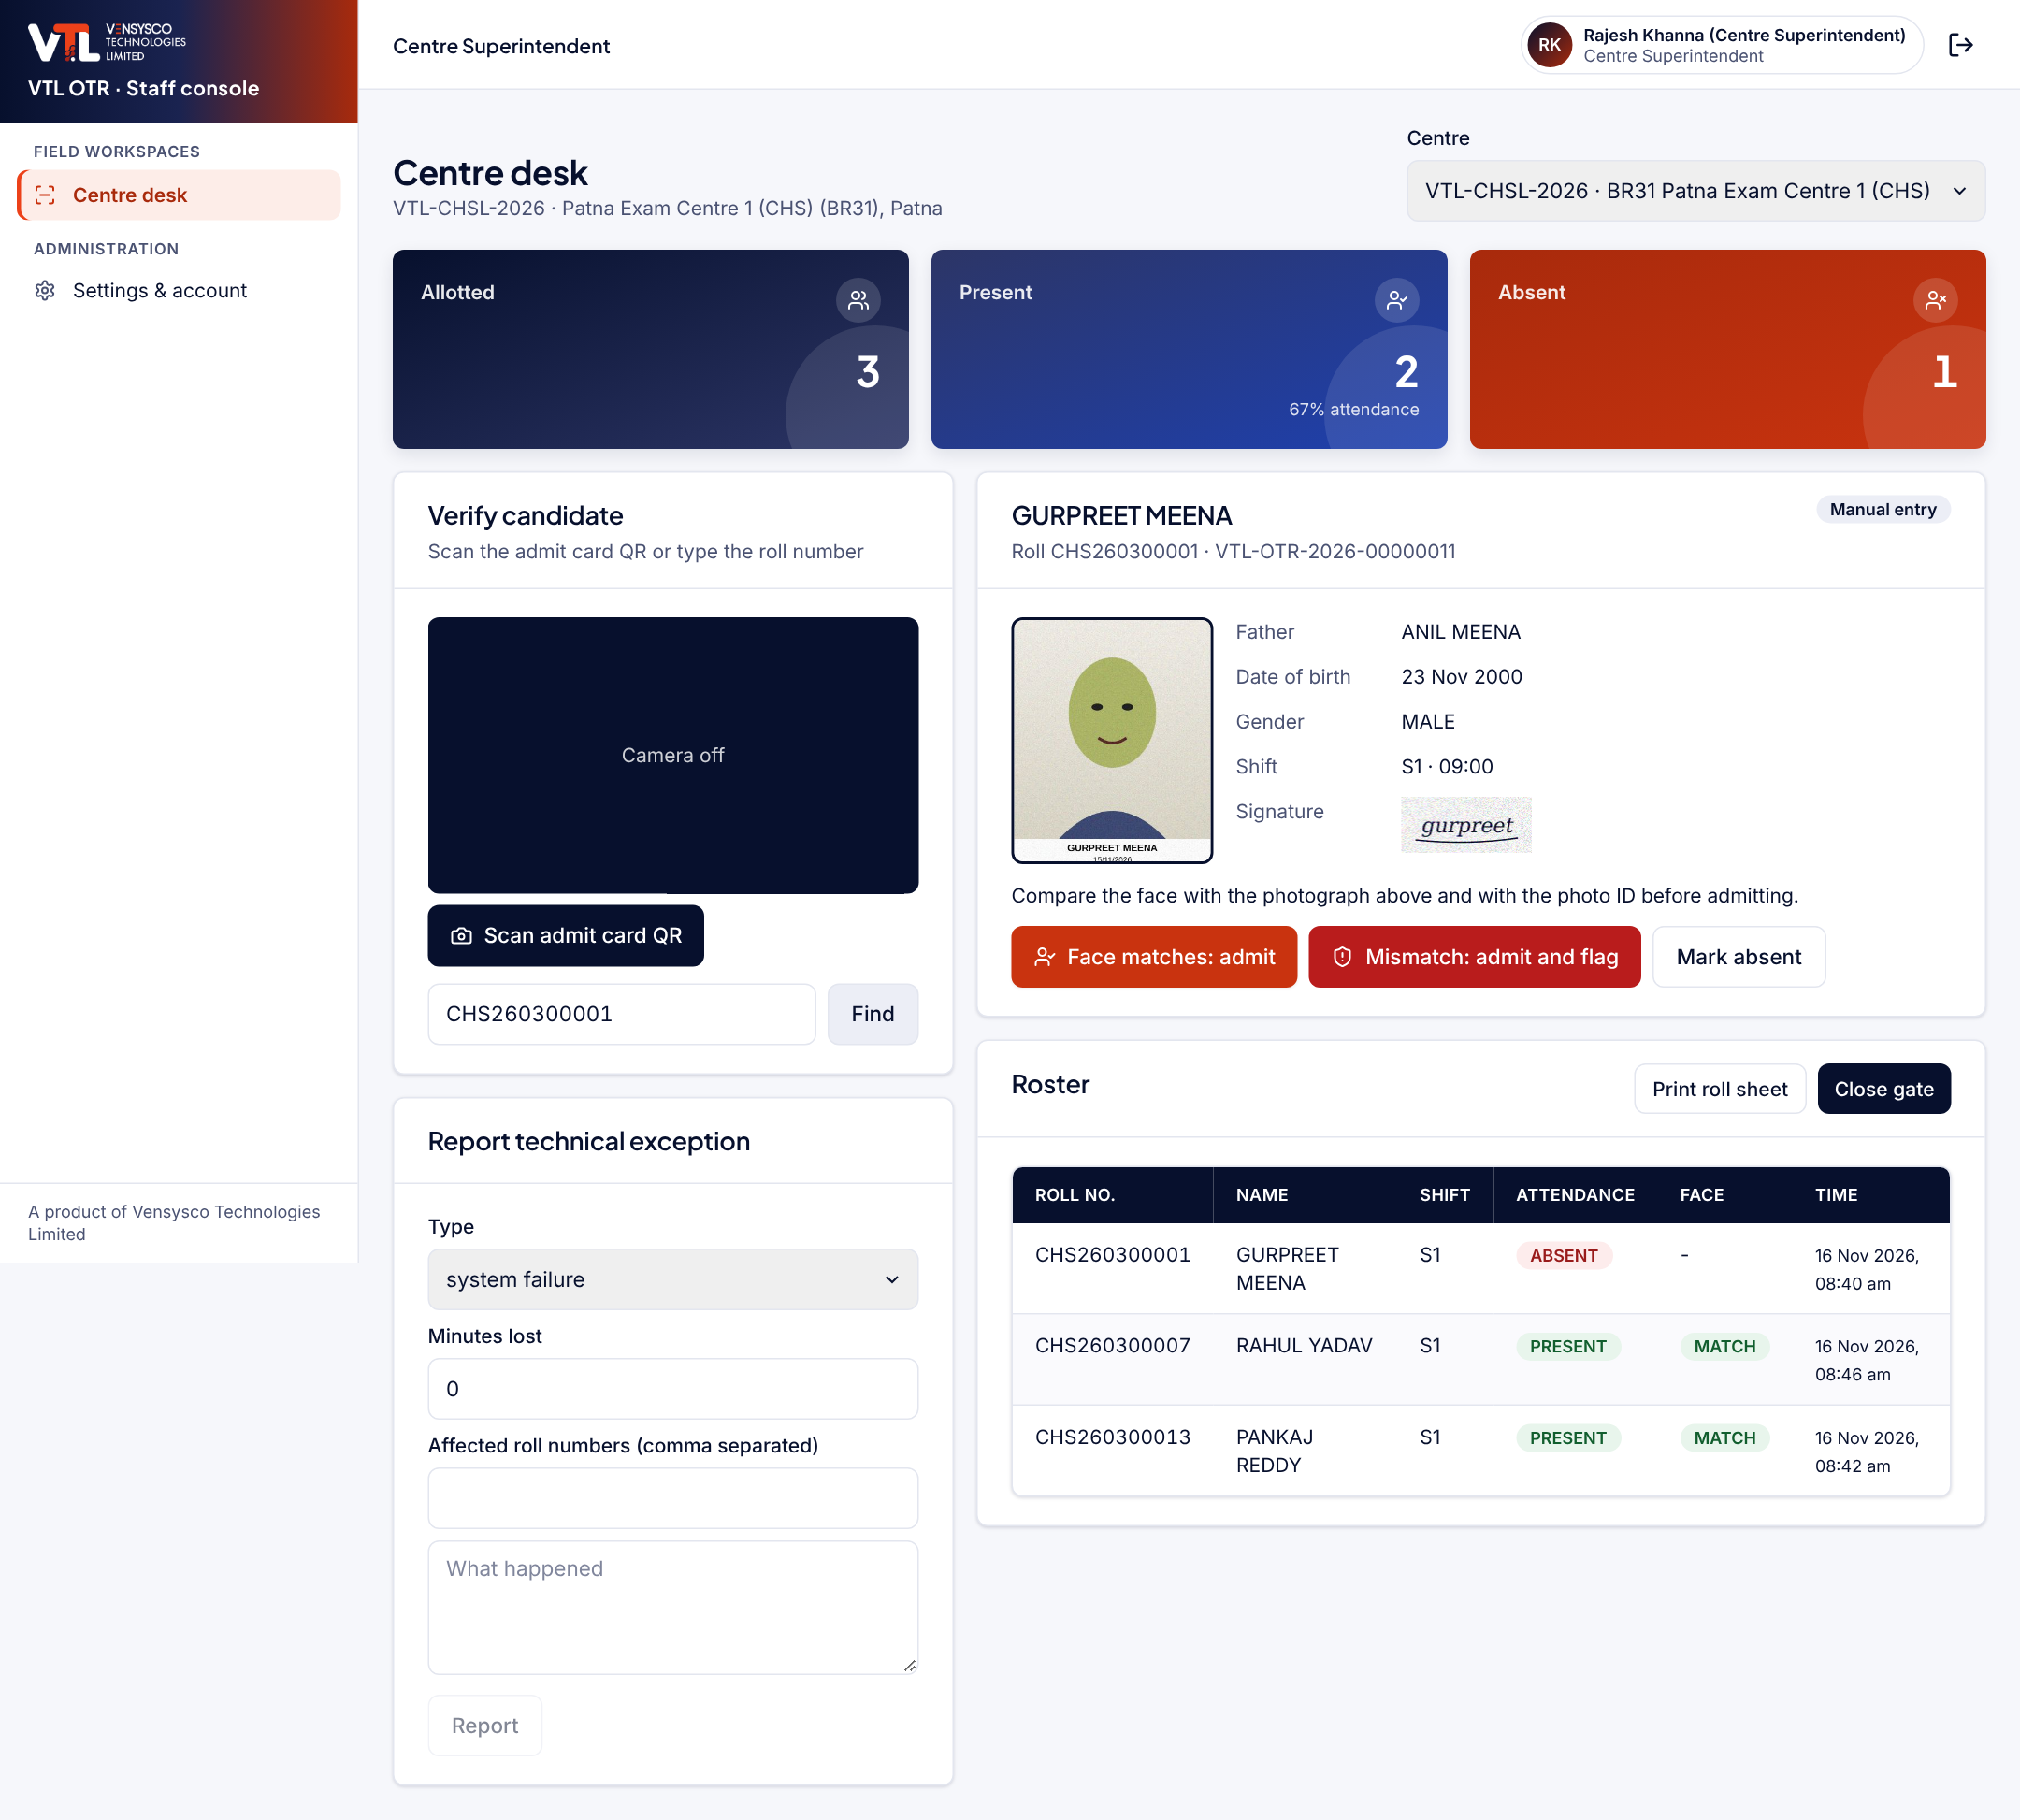 VTL VENSYSCO
TECHNOLOGIES
LIMITED
VTL OTR · Staff console
FIELD WORKSPACES
Centre desk
ADMINISTRATION
Settings & account
A product of Vensysco Technologies
Limited
Centre Superintendent
RK
Rajesh Khanna (Centre Superintendent)
Centre Superintendent
Centre desk
VTL-CHSL-2026 · Patna Exam Centre 1 (CHS) (BR31), Patna
Centre
VTL-CHSL-2026 · BR31 Patna Exam Centre 1 (CHS)
Allotted
3
Present
2
67% attendance
Absent
1
Verify candidate
Scan the admit card QR or type the roll number
Camera off
Scan admit card QR
CHS260300001
Find
Report technical exception
Type
system failure
Minutes lost
0
Affected roll numbers (comma separated)
What happened
Report
GURPREET MEENA
Manual entry
Roll CHS260300001 · VTL-OTR-2026-00000011
GURPREET MEENA
15/11/2026
Father ANIL MEENA
Date of birth 23 Nov 2000
Gender MALE
Shift S1 · 09:00
Signature gurpreet
Compare the face with the photograph above and with the photo ID before admitting.
Face matches: admit
Mismatch: admit and flag
Mark absent
Roster
Print roll sheet
Close gate
ROLL NO. NAME SHIFT ATTENDANCE FACE TIME
CHS260300001 GURPREET MEENA S1 ABSENT - 16 Nov 2026, 08:40 am
CHS260300007 RAHUL YADAV S1 PRESENT MATCH 16 Nov 2026, 08:46 am
CHS260300013 PANKAJ REDDY S1 PRESENT MATCH 16 Nov 2026, 08:42 am